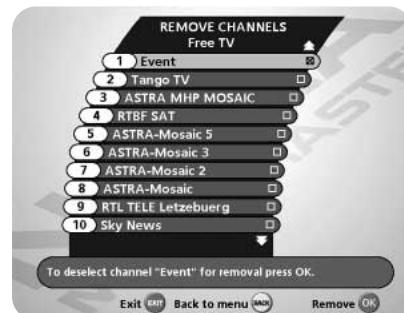 REMOVE CHANNELS
Free TV
1 Event
2 Tango TV
3 ASTRA MHP MOSAIC
4 RTBF SAT
5 ASTRA-Mosaic 5
6 ASTRA-Mosaic 3
7 ASTRA-Mosaic 2
8 ASTRA-Mosaic
9 RTL TELE Letzebuerg
10 Sky News
To deselect channel "Event" for removal press OK.
Exit EXIT Back to menu BACK Remove OK